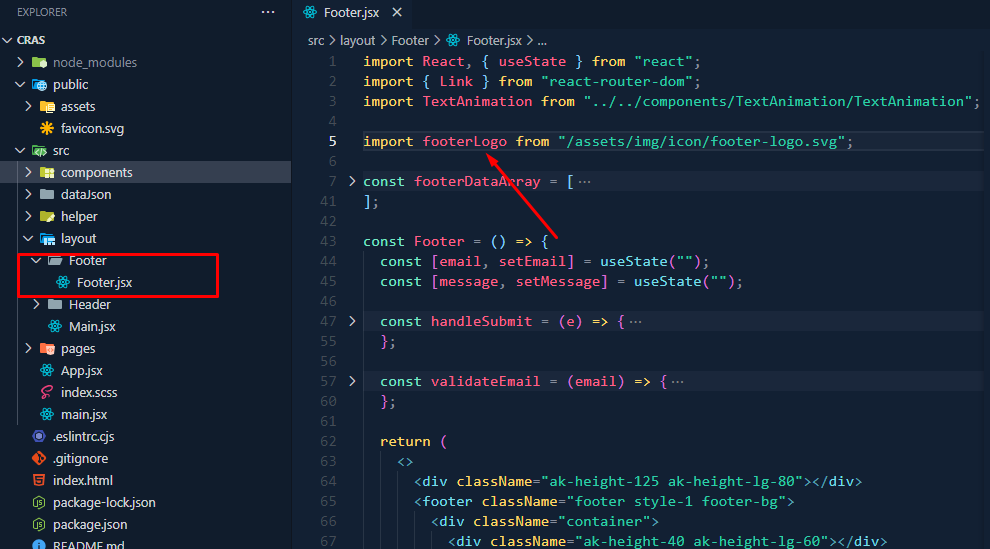 EXPLORER
CRAS
node_modules
public
assets
favicon.svg
src
components
dataJson
helper
layout
Footer
Footer.jsx
Header
Main.jsx
pages
App.jsx
index.scss
main.jsx
.eslintrc.cjs
.gitignore
index.html
package-lock.json
package.json
README.md
Footer.jsx
src > layout > Footer > Footer.jsx > ...
1 import React, { useState } from "react";
2 import { Link } from "react-router-dom";
3 import TextAnimation from "../../components/TextAnimation/TextAnimation";
4
5 import footerLogo from "/assets/img/icon/footer-logo.svg";
6
7 const footerDataArray = [ ...
41 ];
42
43 const Footer = () => {
44 const [email, setEmail] = useState("");
45 const [message, setMessage] = useState("");
46
47 const handleSubmit = (e) => { ...
55 };
56
57 const validateEmail = (email) => { ...
60 };
61
62 return (
63 <>
64 <div className="ak-height-125 ak-height-lg-80"></div>
65 <footer className="footer style-1 footer-bg">
66 <div className="container">
67 <div className="ak-height-40 ak-height-lg-60"></div>